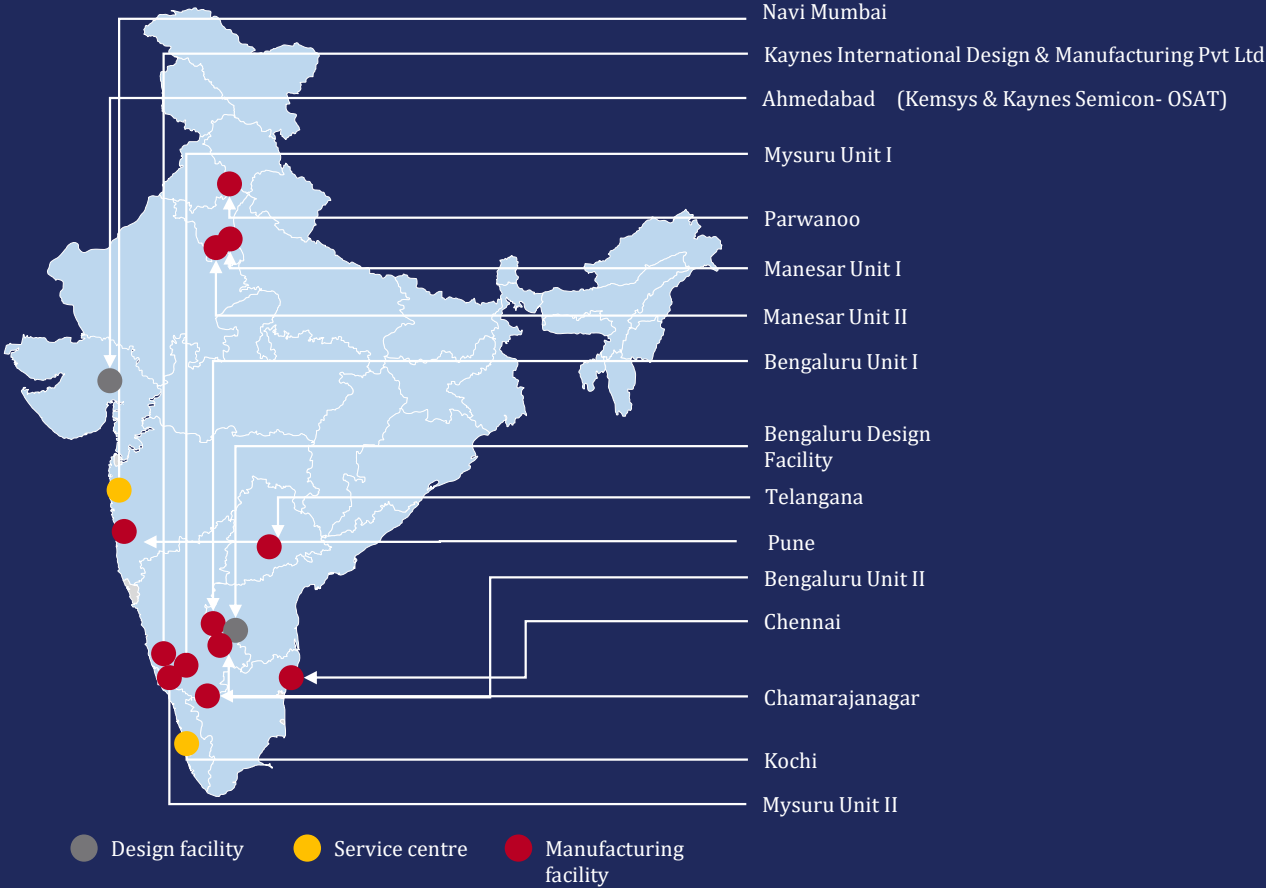 Navi Mumbai
Kaynes International Design & Manufacturing Pvt Ltd
Ahmedabad (Kemsys & Kaynes Semicon- OSAT)
Mysuru Unit I
Parwanoo
Manesar Unit I
Manesar Unit II
Bengaluru Unit I
Bengaluru Design
Facility
Telangana
Pune
Bengaluru Unit II
Chennai
Chamarajanagar
Kochi
Mysuru Unit II
Design facility
Service centre
Manufacturing
facility